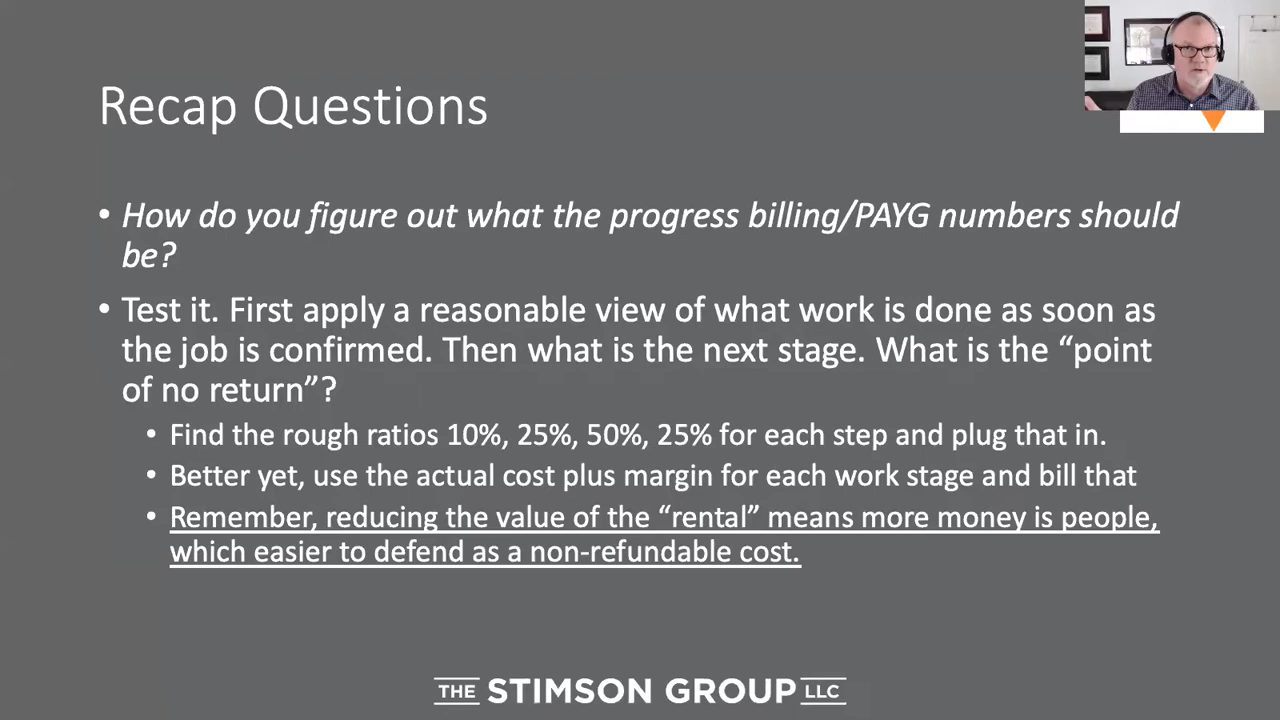 Recap Questions
• How do you figure out what the progress billing/PAYG numbers should
be?
• Test it. First apply a reasonable view of what work is done as soon as
the job is confirmed. Then what is the next stage. What is the “point
of no return”?
• Find the rough ratios 10%, 25%, 50%, 25% for each step and plug that in.
• Better yet, use the actual cost plus margin for each work stage and bill that
• Remember, reducing the value of the “rental” means more money is people,
which easier to defend as a non-refundable cost.
THE STIMSON GROUP LLC